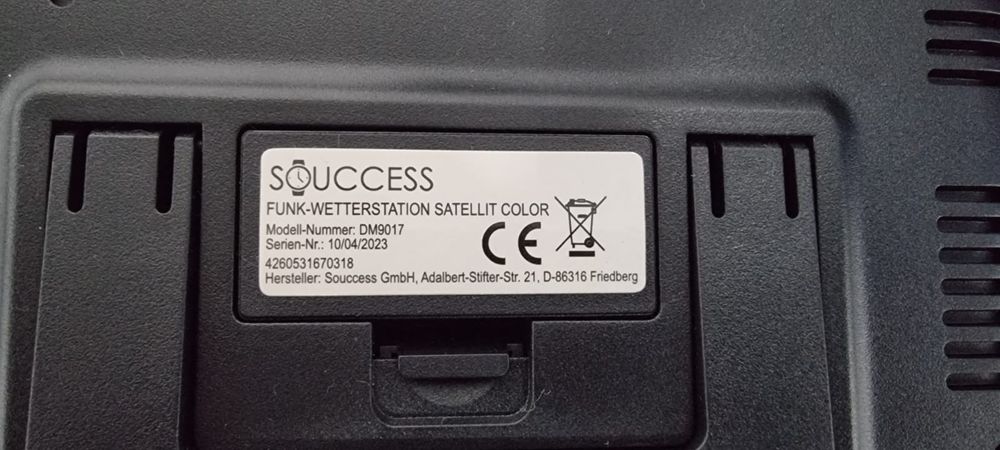 SOUCCESS
FUNK-WETTERSTATION SATELLIT COLOR
Modell-Nummer: DM9017
Serien-Nr.: 10/04/2023
4260531670318
Hersteller: Souccess GmbH, Adalbert-Stifter-Str. 21, D-86316 Friedberg
CE